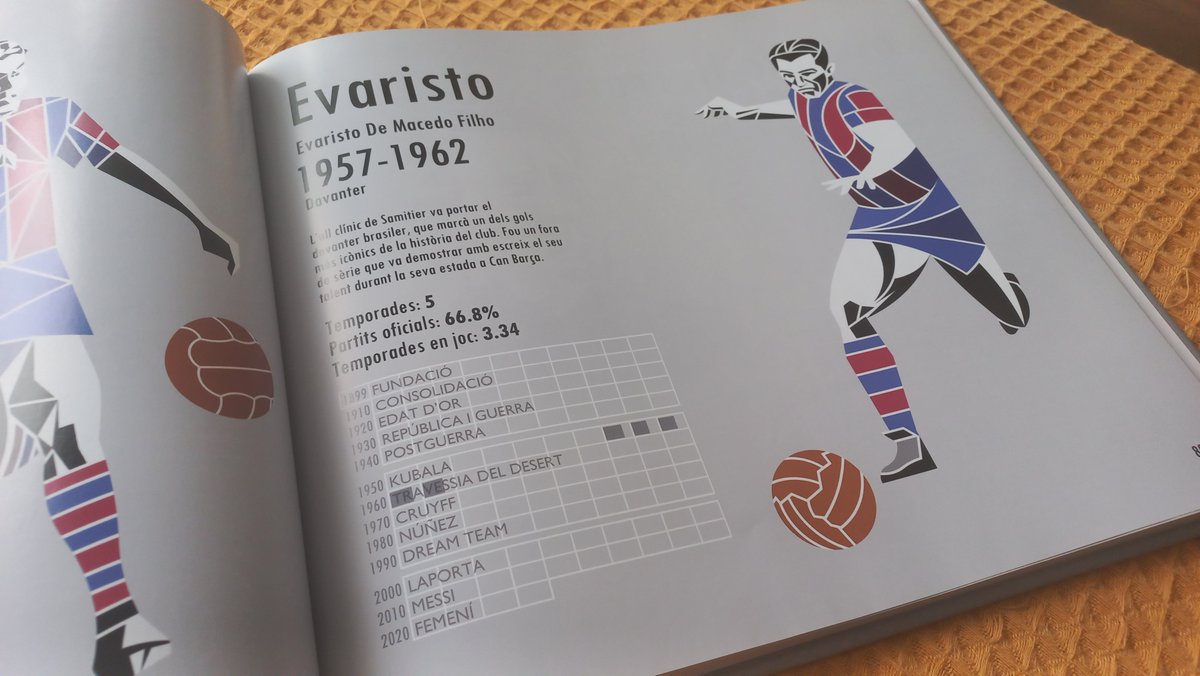 Evaristo
Evaristo De Macedo Filho
1957-1962
Davanter
L'ull clínic de Samitier va portar el
davanter brasiler, que marcà un dels gols
més icònics de la història del club. Fou un fora
de sèrie que va demostrar amb escreix el seu
talent durant la seva estada a Can Barça.
Temporades: 5
Partits oficials: 66.8%
Temporades en joc: 3.34
1899 FUNDACIÓ
1910 CONSOLIDACIÓ
1920 EDAT D'OR
1930 REPÚBLICA I GUERRA
1940 POSTGUERRA
1950 KUBALA
1960 TRAVESSIA DEL DESERT
1970 CRUYFF
1980 NÚÑEZ
1990 DREAM TEAM
2000 LAPORTA
2010 MESSI
2020 FEMENÍ